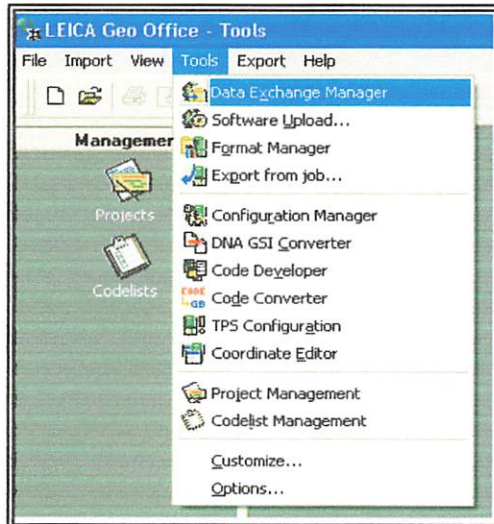 LEICA Geo Office - Tools
File Import View Tools Export Help
Data Exchange Manager
Software Upload...
Format Manager
Export from job...
Configuration Manager
DNA GSI Converter
Code Developer
CODE GB Code Converter
TPS Configuration
Coordinate Editor
Project Management
Codelist Management
Customize...
Options...
Managemen
Projects
Codelists